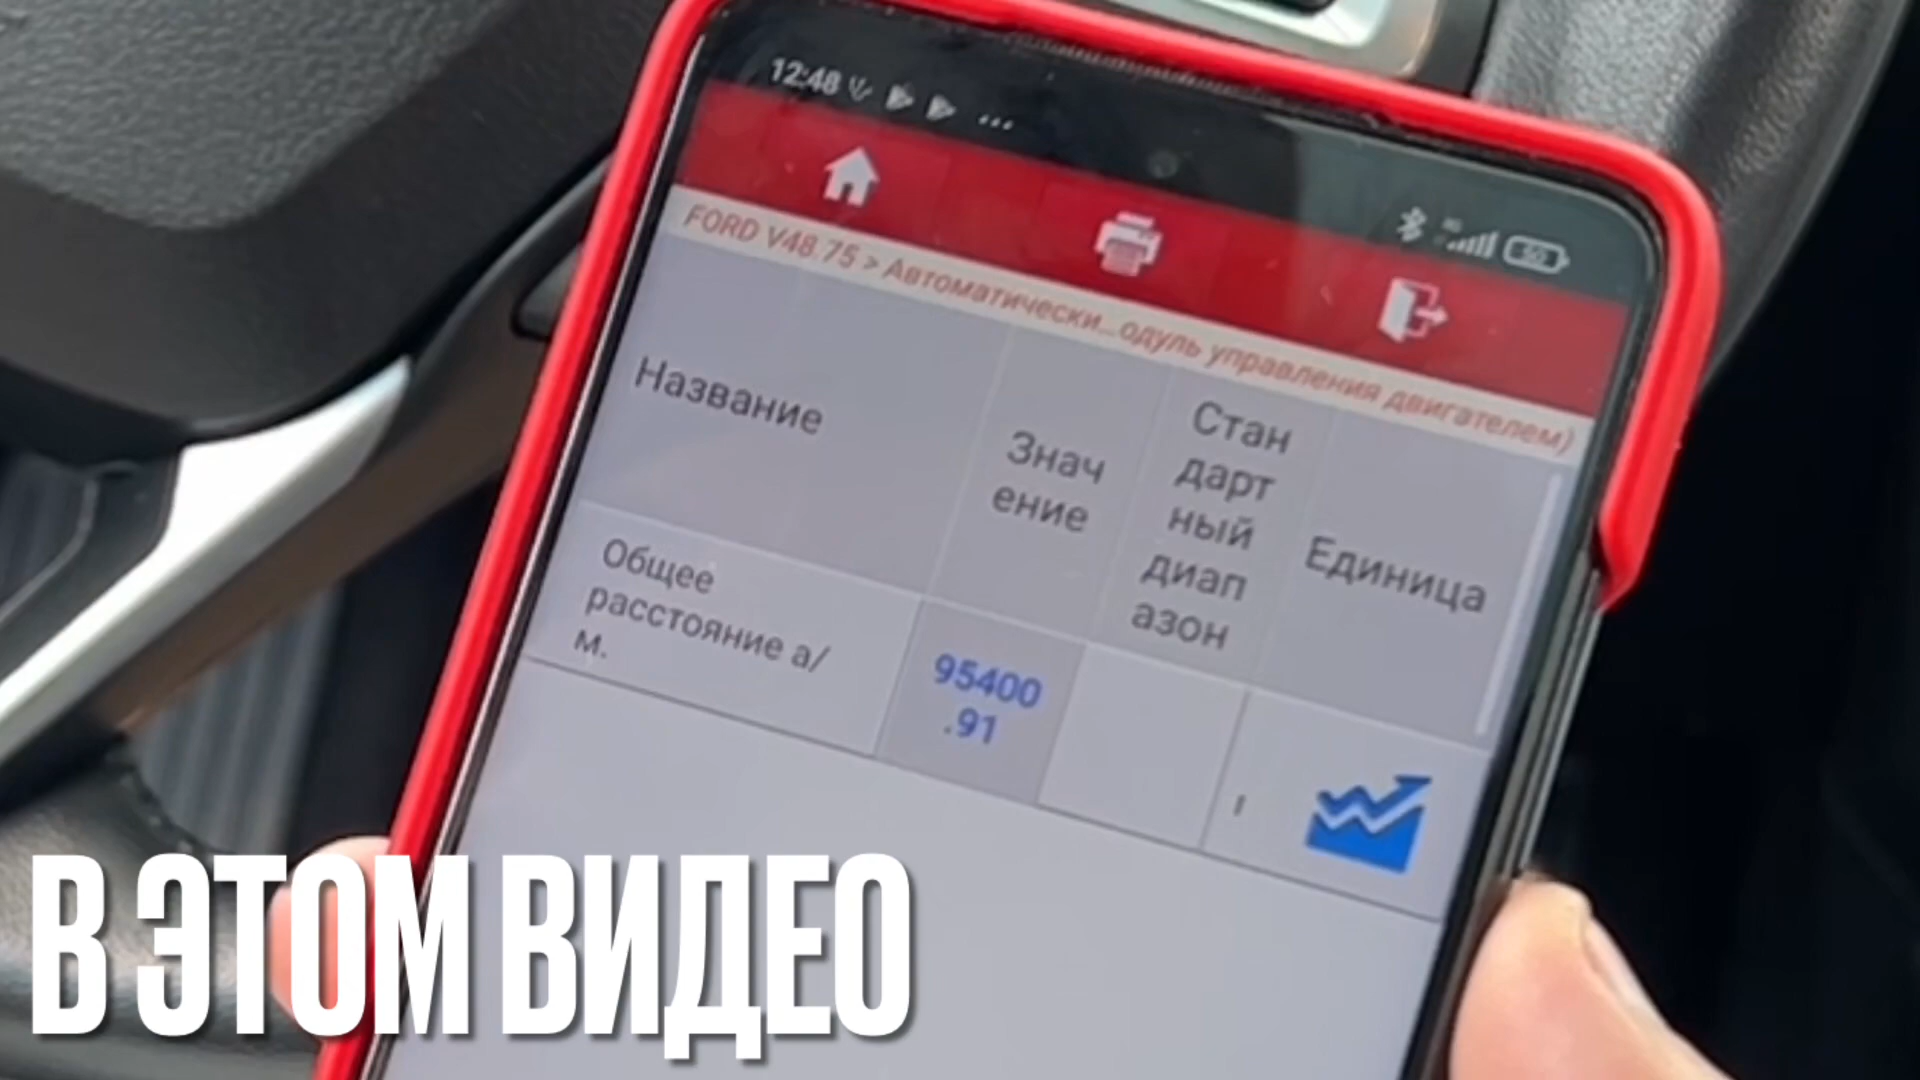 12:48
50
FORD V48.75 > Автоматически...одуль управления двигателем)
Название
Знач
ение
Стан
дарт
ный
диап
азон
Единица
Общее
расстояние а/
м.
95400
.91
В ЭТОМ ВИДЕО